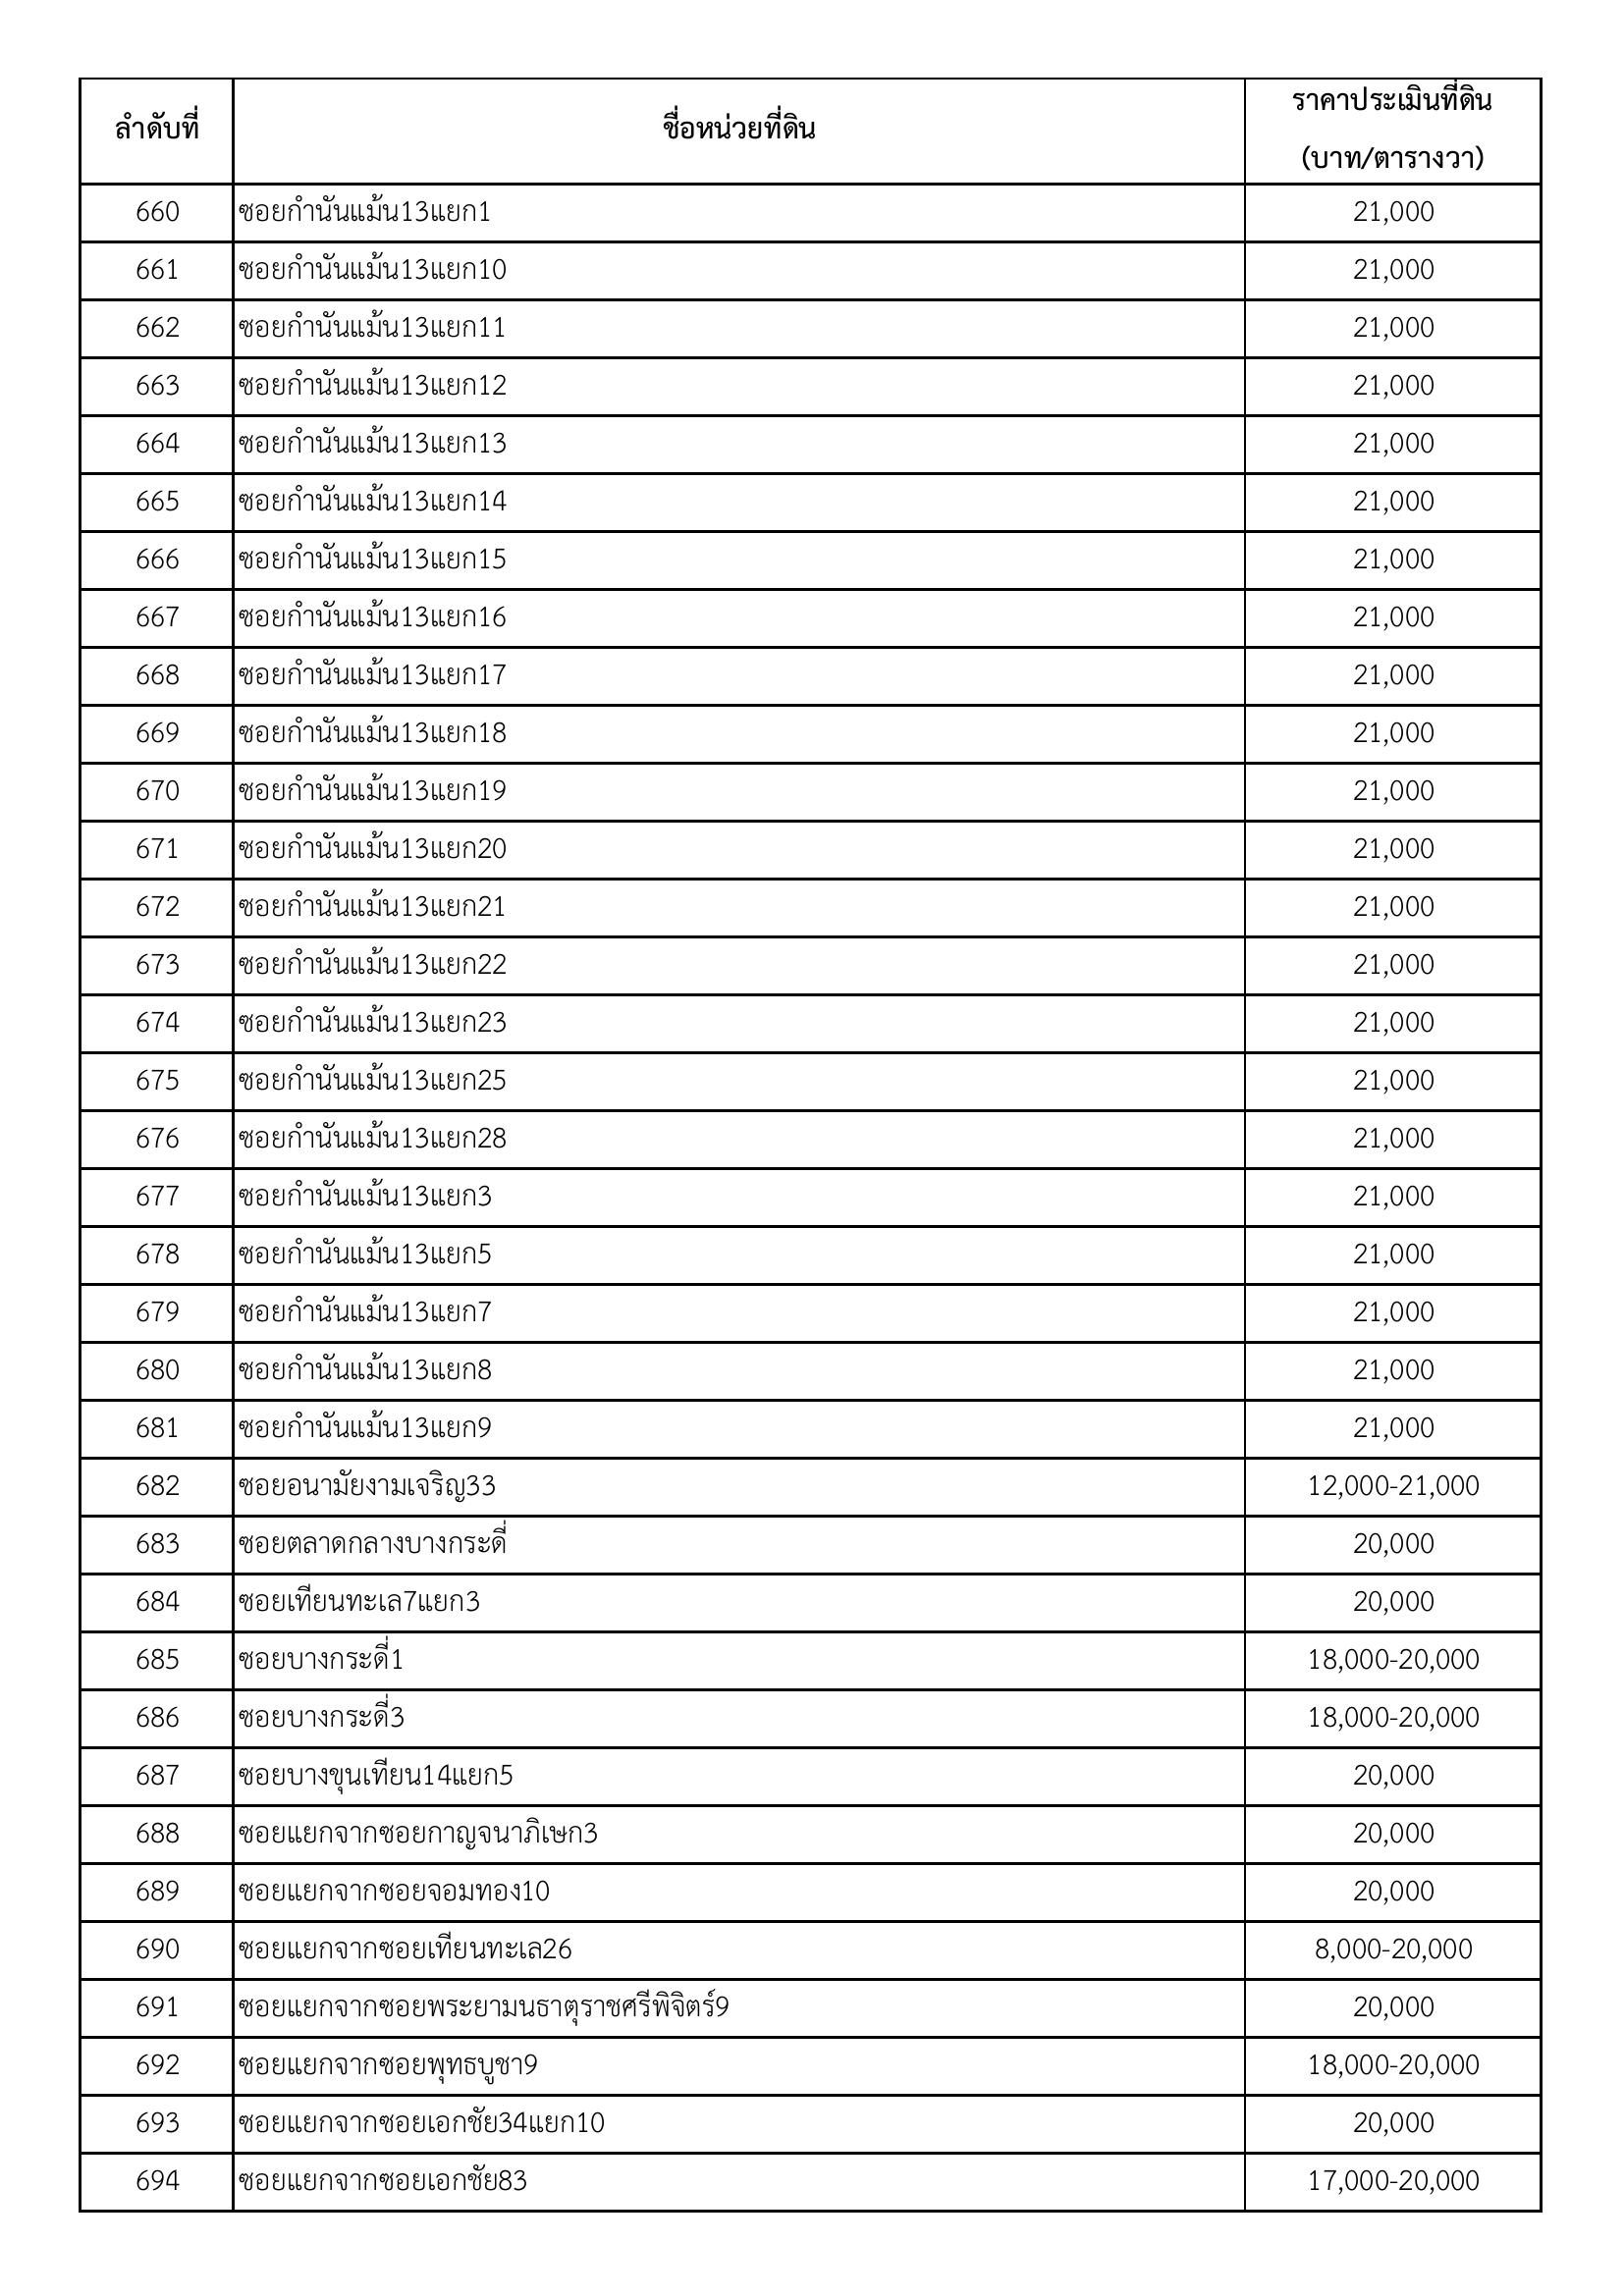 ลำดับที่ ชื่อหน่วยที่ดิน ราคาประเมินที่ดิน
(บาท/ตารางวา)
660 ซอยกำนันแม้น13แยก1 21,000
661 ซอยกำนันแม้น13แยก10 21,000
662 ซอยกำนันแม้น13แยก11 21,000
663 ซอยกำนันแม้น13แยก12 21,000
664 ซอยกำนันแม้น13แยก13 21,000
665 ซอยกำนันแม้น13แยก14 21,000
666 ซอยกำนันแม้น13แยก15 21,000
667 ซอยกำนันแม้น13แยก16 21,000
668 ซอยกำนันแม้น13แยก17 21,000
669 ซอยกำนันแม้น13แยก18 21,000
670 ซอยกำนันแม้น13แยก19 21,000
671 ซอยกำนันแม้น13แยก20 21,000
672 ซอยกำนันแม้น13แยก21 21,000
673 ซอยกำนันแม้น13แยก22 21,000
674 ซอยกำนันแม้น13แยก23 21,000
675 ซอยกำนันแม้น13แยก25 21,000
676 ซอยกำนันแม้น13แยก28 21,000
677 ซอยกำนันแม้น13แยก3 21,000
678 ซอยกำนันแม้น13แยก5 21,000
679 ซอยกำนันแม้น13แยก7 21,000
680 ซอยกำนันแม้น13แยก8 21,000
681 ซอยกำนันแม้น13แยก9 21,000
682 ซอยอนามัยงามเจริญ33 12,000-21,000
683 ซอยตลาดกลางบางกระดี่ 20,000
684 ซอยเทียนทะเล7แยก3 20,000
685 ซอยบางกระดี่1 18,000-20,000
686 ซอยบางกระดี่3 18,000-20,000
687 ซอยบางขุนเทียน14แยก5 20,000
688 ซอยแยกจากซอยกาญจนาภิเษก3 20,000
689 ซอยแยกจากซอยจอมทอง10 20,000
690 ซอยแยกจากซอยเทียนทะเล26 8,000-20,000
691 ซอยแยกจากซอยพระยามนธาตุราชศรีพิจิตร์9 20,000
692 ซอยแยกจากซอยพุทธบูชา9 18,000-20,000
693 ซอยแยกจากซอยเอกชัย34แยก10 20,000
694 ซอยแยกจากซอยเอกชัย83 17,000-20,000